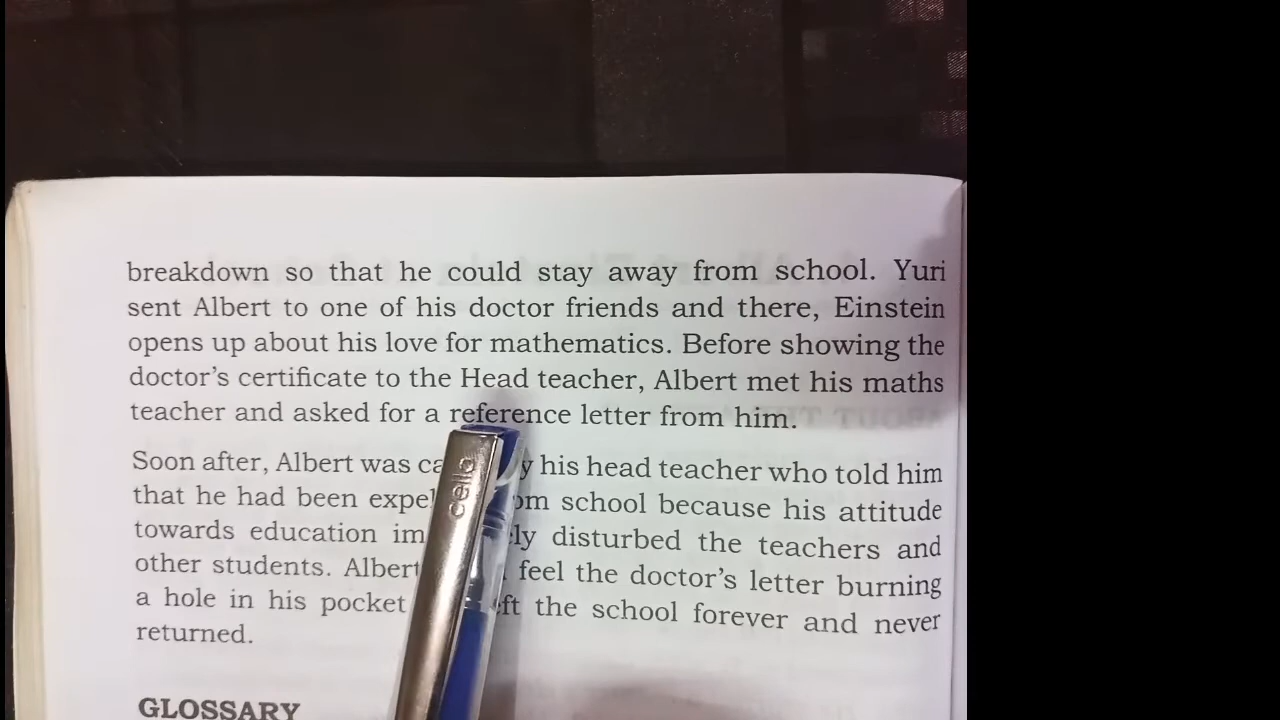 breakdown so that he could stay away from school. Yuri
sent Albert to one of his doctor friends and there, Einstein
opens up about his love for mathematics. Before showing the
doctor's certificate to the Head teacher, Albert met his maths
teacher and asked for a reference letter from him.
Soon after, Albert was ca y his head teacher who told him
that he had been expel om school because his attitude
towards education im ly disturbed the teachers and
other students. Albert feel the doctor's letter burning
a hole in his pocket ft the school forever and never
returned.
GLOSSARY
cello